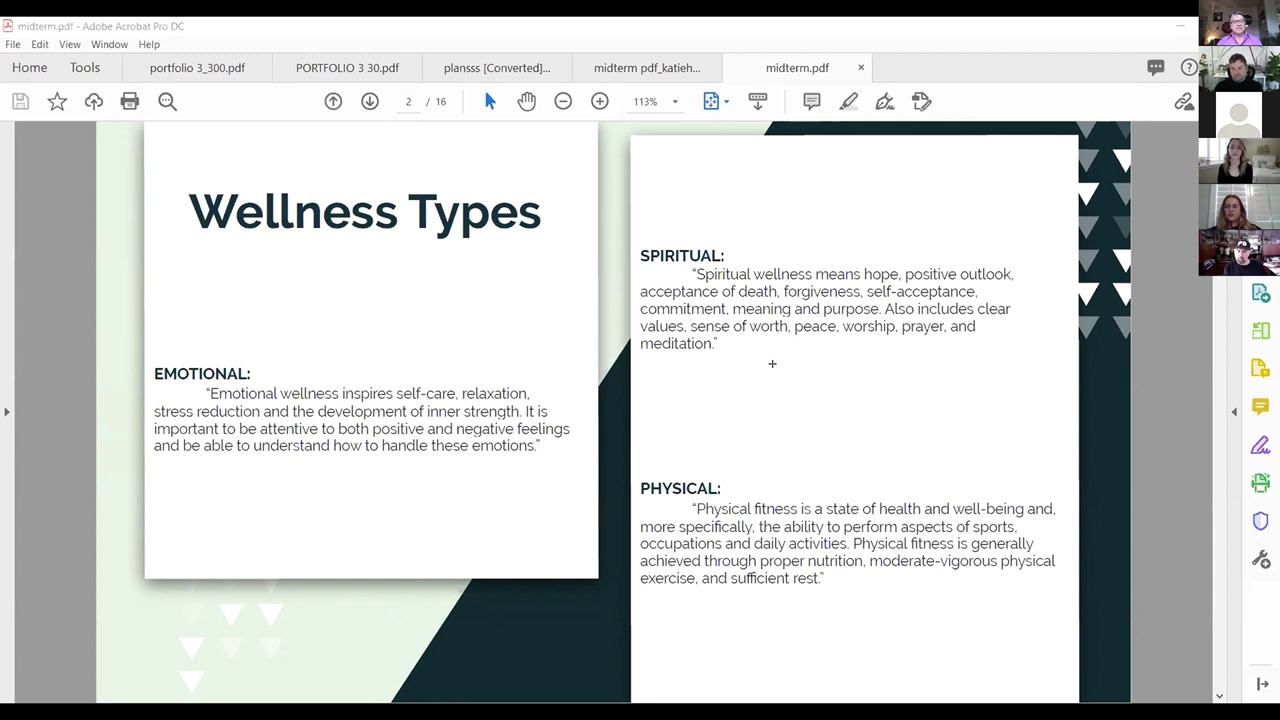 midterm.pdf - Adobe Acrobat Pro DC
File Edit View Window Help
Home Tools portfolio 3_300.pdf PORTFOLIO 3 30.pdf plansss [Converted]. midterm pdf_katieh... midterm.pdf ×
2 / 16 113%
Wellness Types
EMOTIONAL:
“Emotional wellness inspires self-care, relaxation,
stress reduction and the development of inner strength. It is
important to be attentive to both positive and negative feelings
and be able to understand how to handle these emotions.”
SPIRITUAL:
“Spiritual wellness means hope, positive outlook,
acceptance of death, forgiveness, self-acceptance,
commitment, meaning and purpose. Also includes clear
values, sense of worth, peace, worship, prayer, and
meditation.”
PHYSICAL:
“Physical fitness is a state of health and well-being and,
more specifically, the ability to perform aspects of sports,
occupations and daily activities. Physical fitness is generally
achieved through proper nutrition, moderate-vigorous physical
exercise, and sufficient rest.”